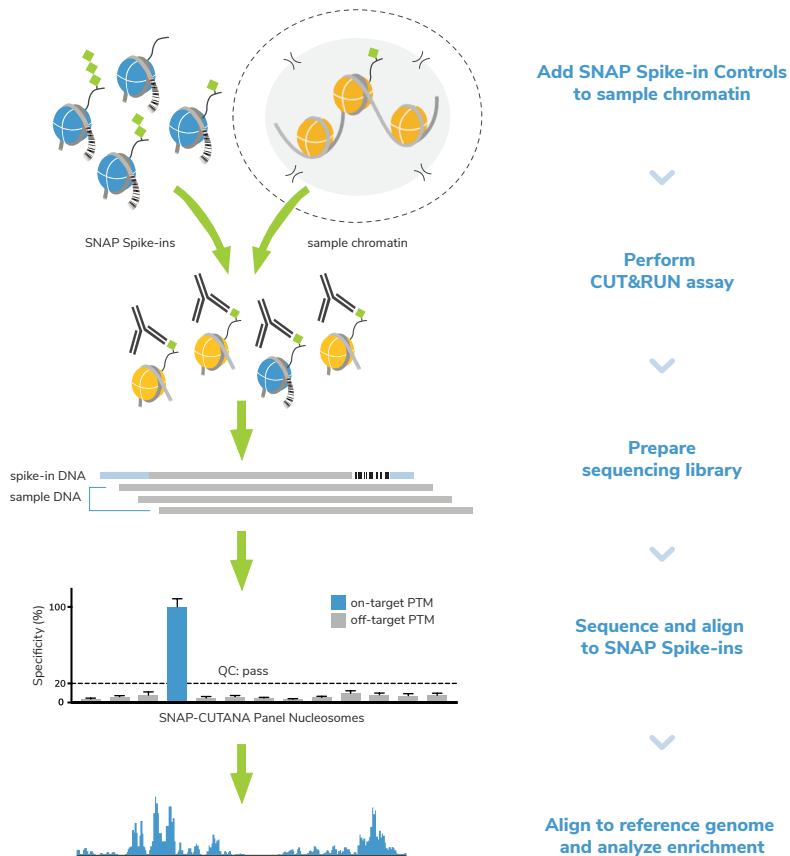 Add SNAP Spike-in Controls
to sample chromatin
SNAP Spike-ins
sample chromatin
Perform
CUT&RUN assay
Prepare
sequencing library
spike-in DNA
sample DNA
Specificity (%)
100
20
0
on-target PTM
off-target PTM
QC: pass
SNAP-CUTANA Panel Nucleosomes
Sequence and align
to SNAP Spike-ins
Align to reference genome
and analyze enrichment